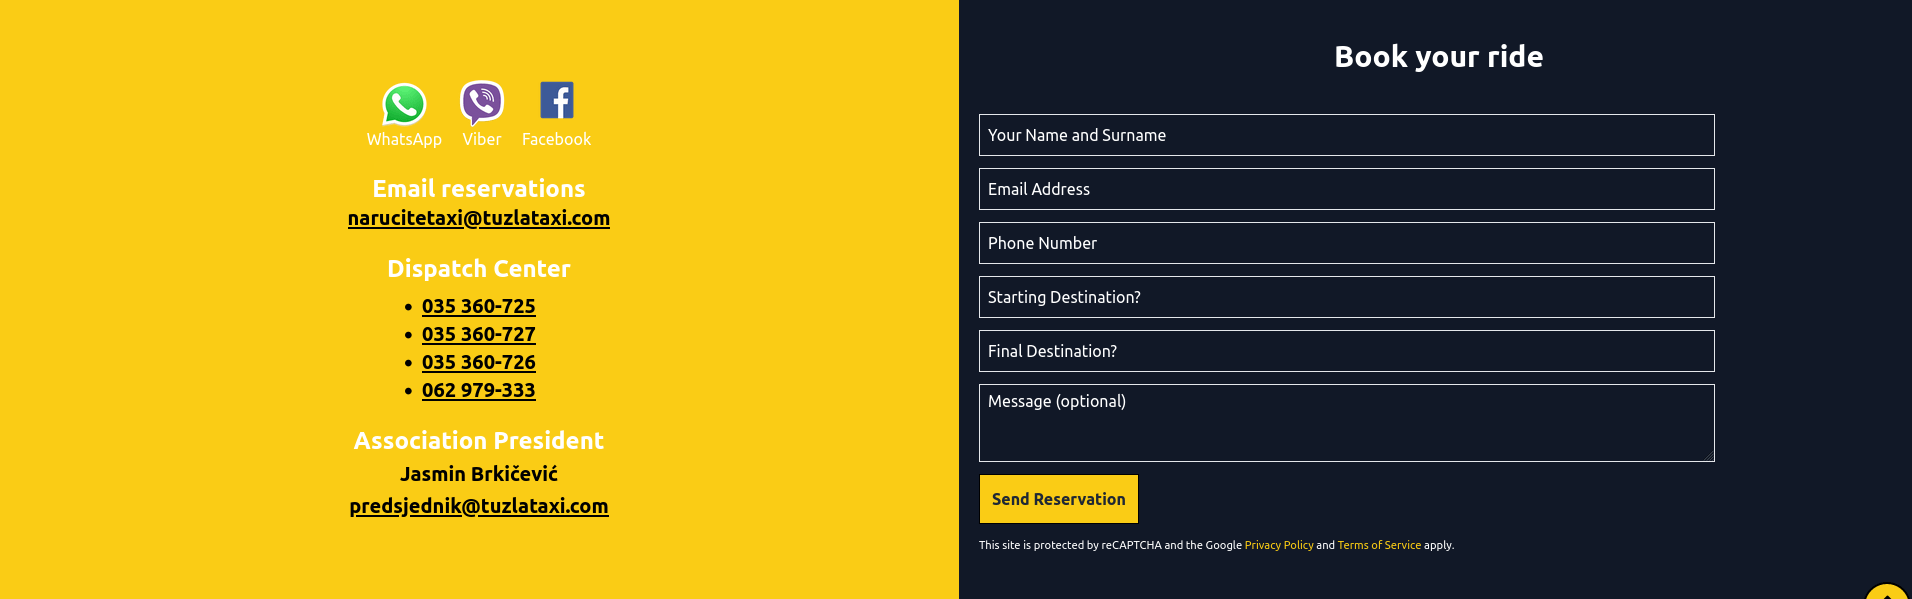 WhatsApp Viber Facebook
Email reservations
narucitetaxi@tuzlataxi.com
Dispatch Center
• 035 360-725
• 035 360-727
• 035 360-726
• 062 979-333
Association President
Jasmin Brkičević
predsjednik@tuzlataxi.com
Book your ride
Your Name and Surname
Email Address
Phone Number
Starting Destination?
Final Destination?
Message (optional)
Send Reservation
This site is protected by reCAPTCHA and the Google Privacy Policy and Terms of Service apply.